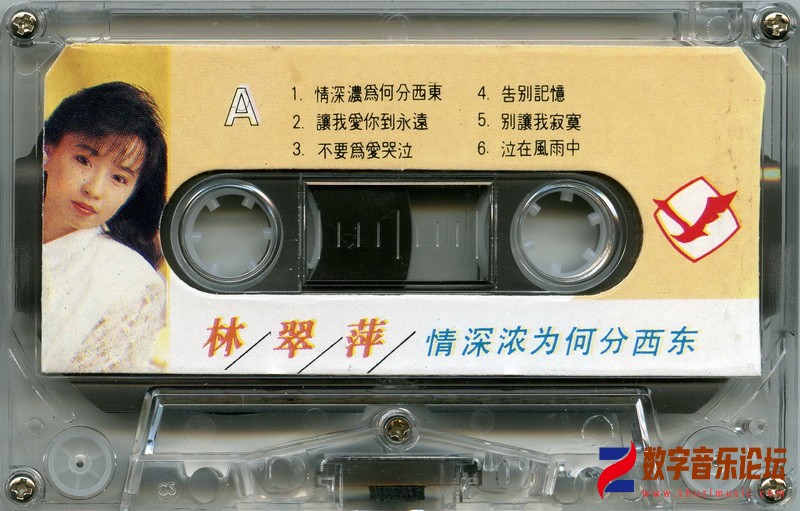 A
1. 情深濃爲何分西東
2. 讓我愛你到永遠
3. 不要爲愛哭泣
4. 告别記憶
5. 别讓我寂寞
6. 泣在風雨中
林/翠/萍/ 情深浓为何分西东
数字音乐论坛